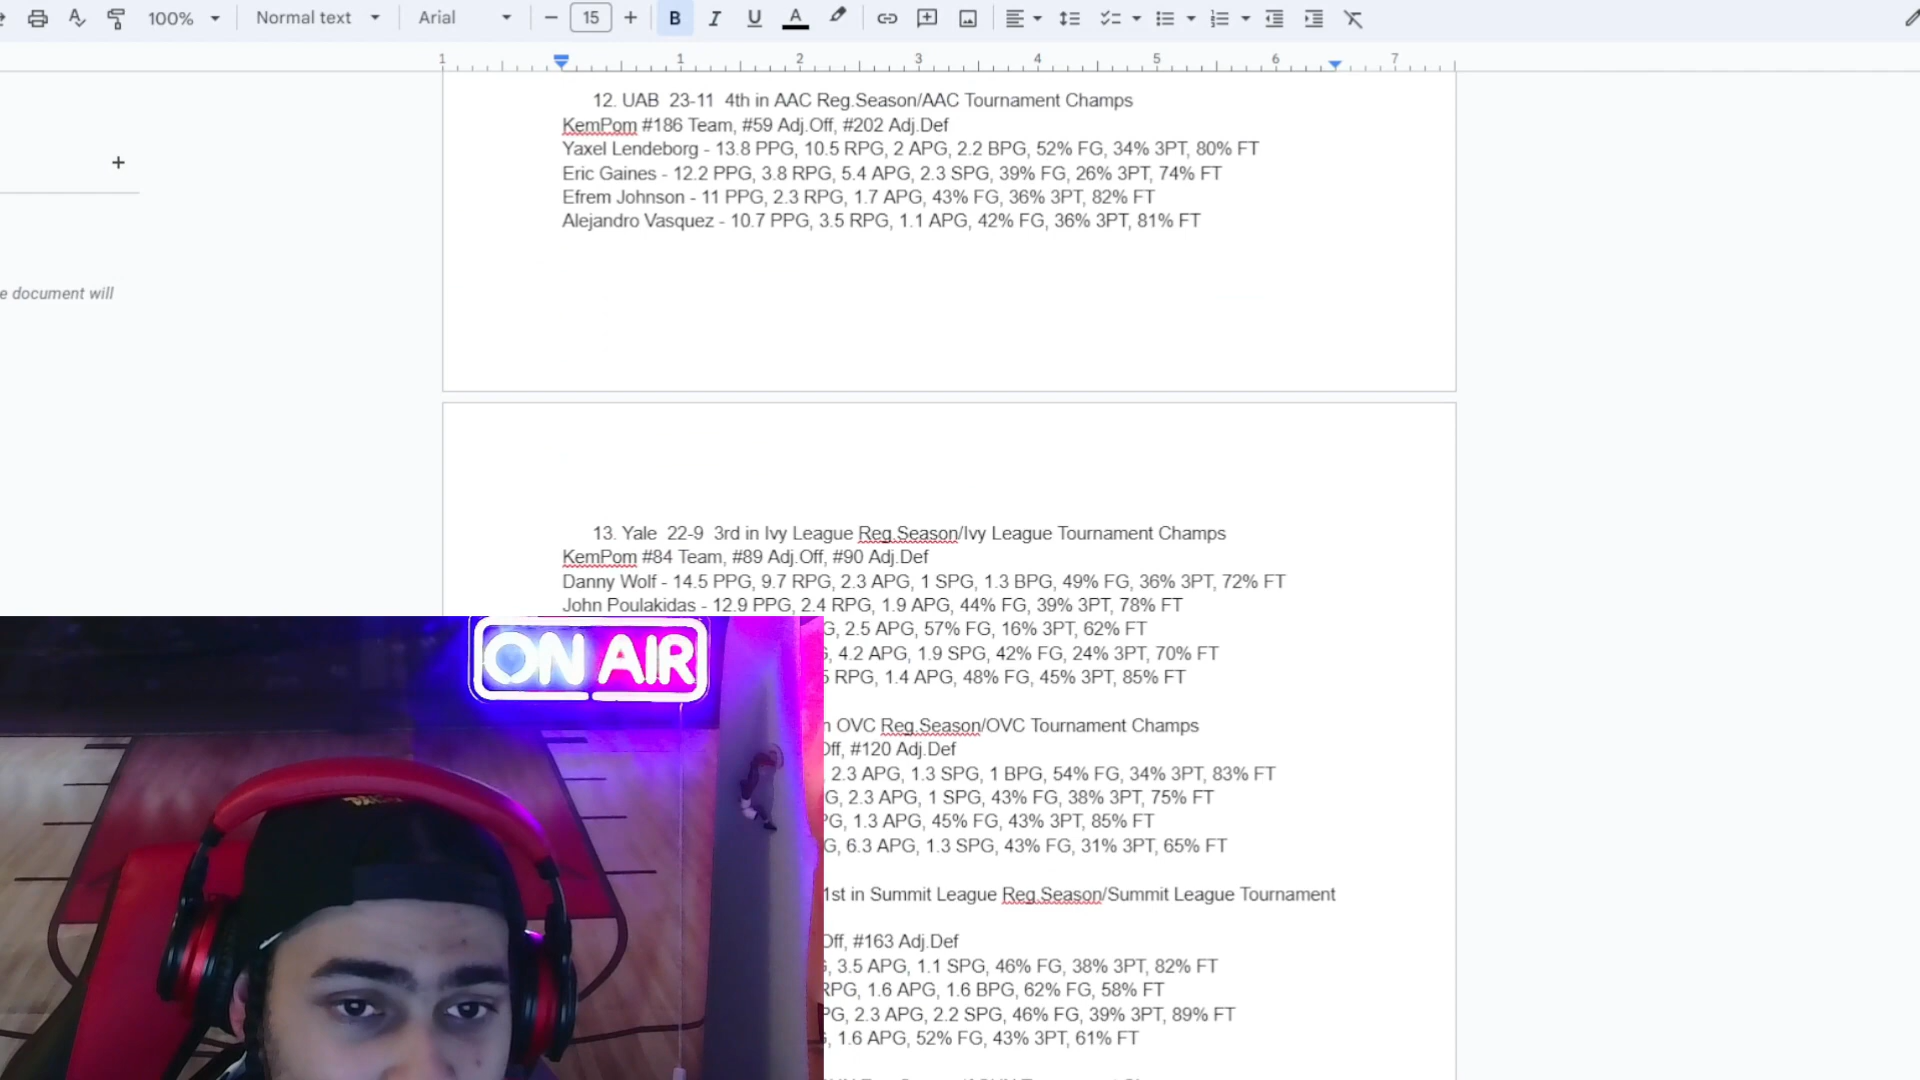 100% Normal text Arial 15 B I U A
1 1 2 3 4 5 6 7
12. UAB 23-11 4th in AAC Reg.Season/AAC Tournament Champs
KemPom #186 Team, #59 Adj.Off, #202 Adj.Def
Yaxel Lendeborg - 13.8 PPG, 10.5 RPG, 2 APG, 2.2 BPG, 52% FG, 34% 3PT, 80% FT
Eric Gaines - 12.2 PPG, 3.8 RPG, 5.4 APG, 2.3 SPG, 39% FG, 26% 3PT, 74% FT
Efrem Johnson - 11 PPG, 2.3 RPG, 1.7 APG, 43% FG, 36% 3PT, 82% FT
Alejandro Vasquez - 10.7 PPG, 3.5 RPG, 1.1 APG, 42% FG, 36% 3PT, 81% FT
e document will
13. Yale 22-9 3rd in Ivy League Reg.Season/Ivy League Tournament Champs
KemPom #84 Team, #89 Adj.Off, #90 Adj.Def
Danny Wolf - 14.5 PPG, 9.7 RPG, 2.3 APG, 1 SPG, 1.3 BPG, 49% FG, 36% 3PT, 72% FT
John Poulakidas - 12.9 PPG, 2.4 RPG, 1.9 APG, 44% FG, 39% 3PT, 78% FT
2.5 APG, 57% FG, 16% 3PT, 62% FT
4.2 APG, 1.9 SPG, 42% FG, 24% 3PT, 70% FT
RPG, 1.4 APG, 48% FG, 45% 3PT, 85% FT
OVC Reg.Season/OVC Tournament Champs
#120 Adj.Def
2.3 APG, 1.3 SPG, 1 BPG, 54% FG, 34% 3PT, 83% FT
2.3 APG, 1 SPG, 43% FG, 38% 3PT, 75% FT
1.3 APG, 45% FG, 43% 3PT, 85% FT
6.3 APG, 1.3 SPG, 43% FG, 31% 3PT, 65% FT
1st in Summit League Reg.Season/Summit League Tournament
#163 Adj.Def
3.5 APG, 1.1 SPG, 46% FG, 38% 3PT, 82% FT
RPG, 1.6 APG, 1.6 BPG, 62% FG, 58% FT
2.3 APG, 2.2 SPG, 46% FG, 39% 3PT, 89% FT
1.6 APG, 52% FG, 43% 3PT, 61% FT
ON AIR